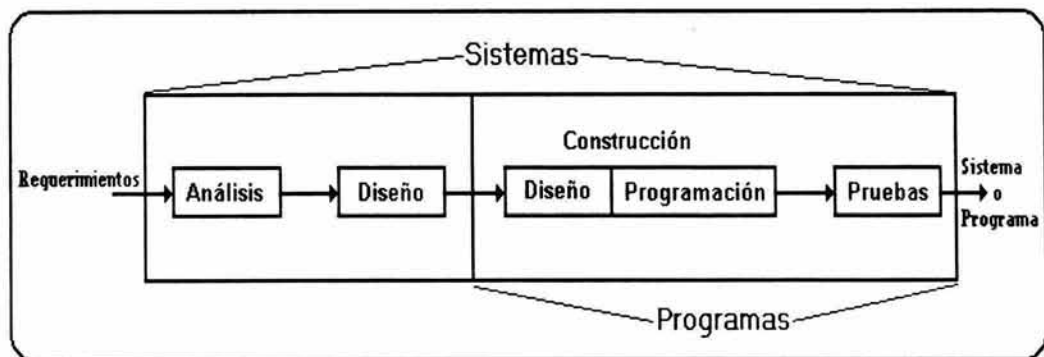 Sistemas
Construcción
Requerimientos
Análisis
Diseño
Diseño
Programación
Pruebas
Sistema
o
Programa
Programas